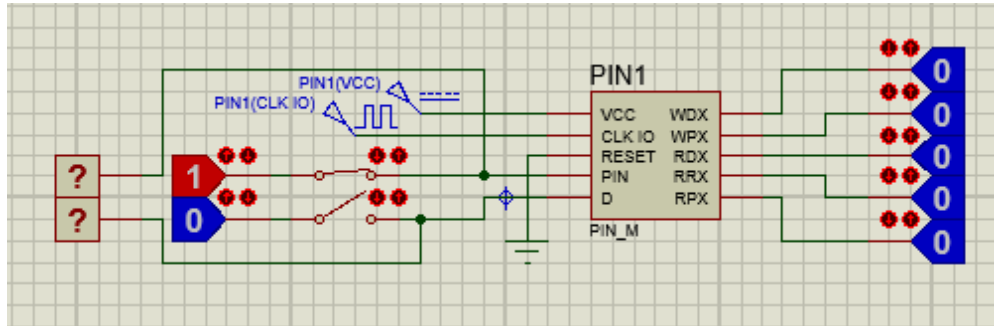 PIN1
PIN1(VCC)
PIN1(CLK IO)
VCC WDX
CLK IO WPX
RESET RDX
PIN RRX
D RPX
PIN_M
? 1
? 0
0
0
0
0
0